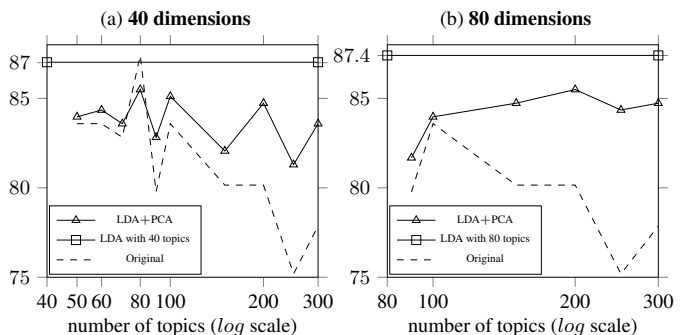 (a) 40 dimensions
87
85
80
75
LDA+PCA
LDA with 40 topics
Original
40 50 60 80 100 200 300
number of topics (log scale)
(b) 80 dimensions
87.4
85
80
75
LDA+PCA
LDA with 80 topics
Original
80 100 200 300
number of topics (log scale)